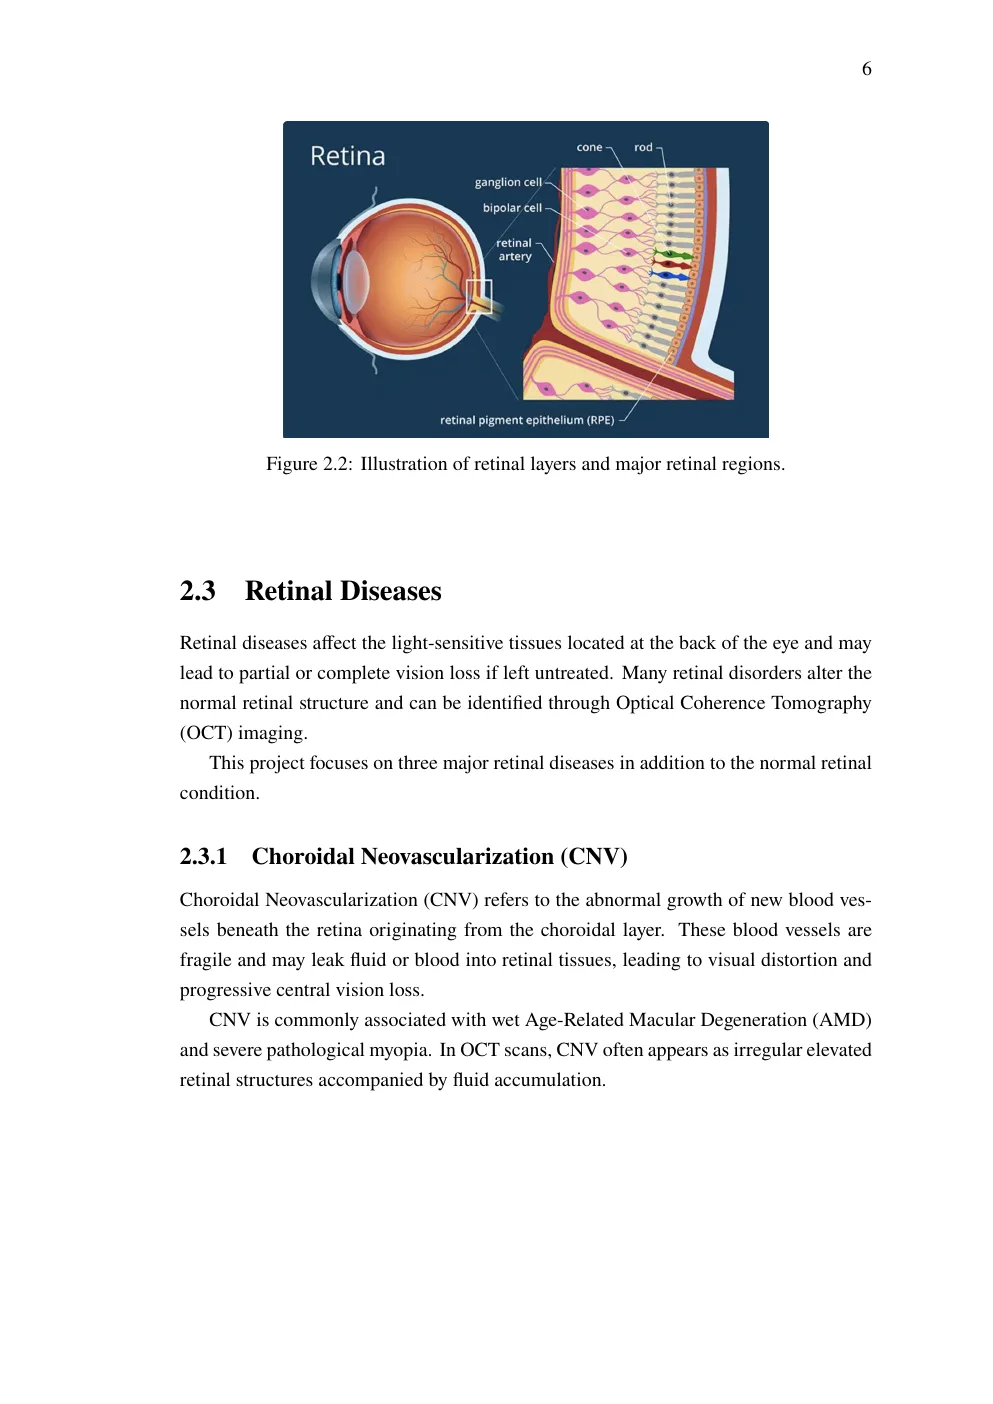 6
Retina
cone
rod
ganglion cell
bipolar cell
retinal
artery
retinal pigment epithelium (RPE)
Figure 2.2: Illustration of retinal layers and major retinal regions.
2.3 Retinal Diseases
Retinal diseases affect the light-sensitive tissues located at the back of the eye and may
lead to partial or complete vision loss if left untreated. Many retinal disorders alter the
normal retinal structure and can be identified through Optical Coherence Tomography
(OCT) imaging.
This project focuses on three major retinal diseases in addition to the normal retinal
condition.
2.3.1 Choroidal Neovascularization (CNV)
Choroidal Neovascularization (CNV) refers to the abnormal growth of new blood ves-
sels beneath the retina originating from the choroidal layer. These blood vessels are
fragile and may leak fluid or blood into retinal tissues, leading to visual distortion and
progressive central vision loss.
CNV is commonly associated with wet Age-Related Macular Degeneration (AMD)
and severe pathological myopia. In OCT scans, CNV often appears as irregular elevated
retinal structures accompanied by fluid accumulation.